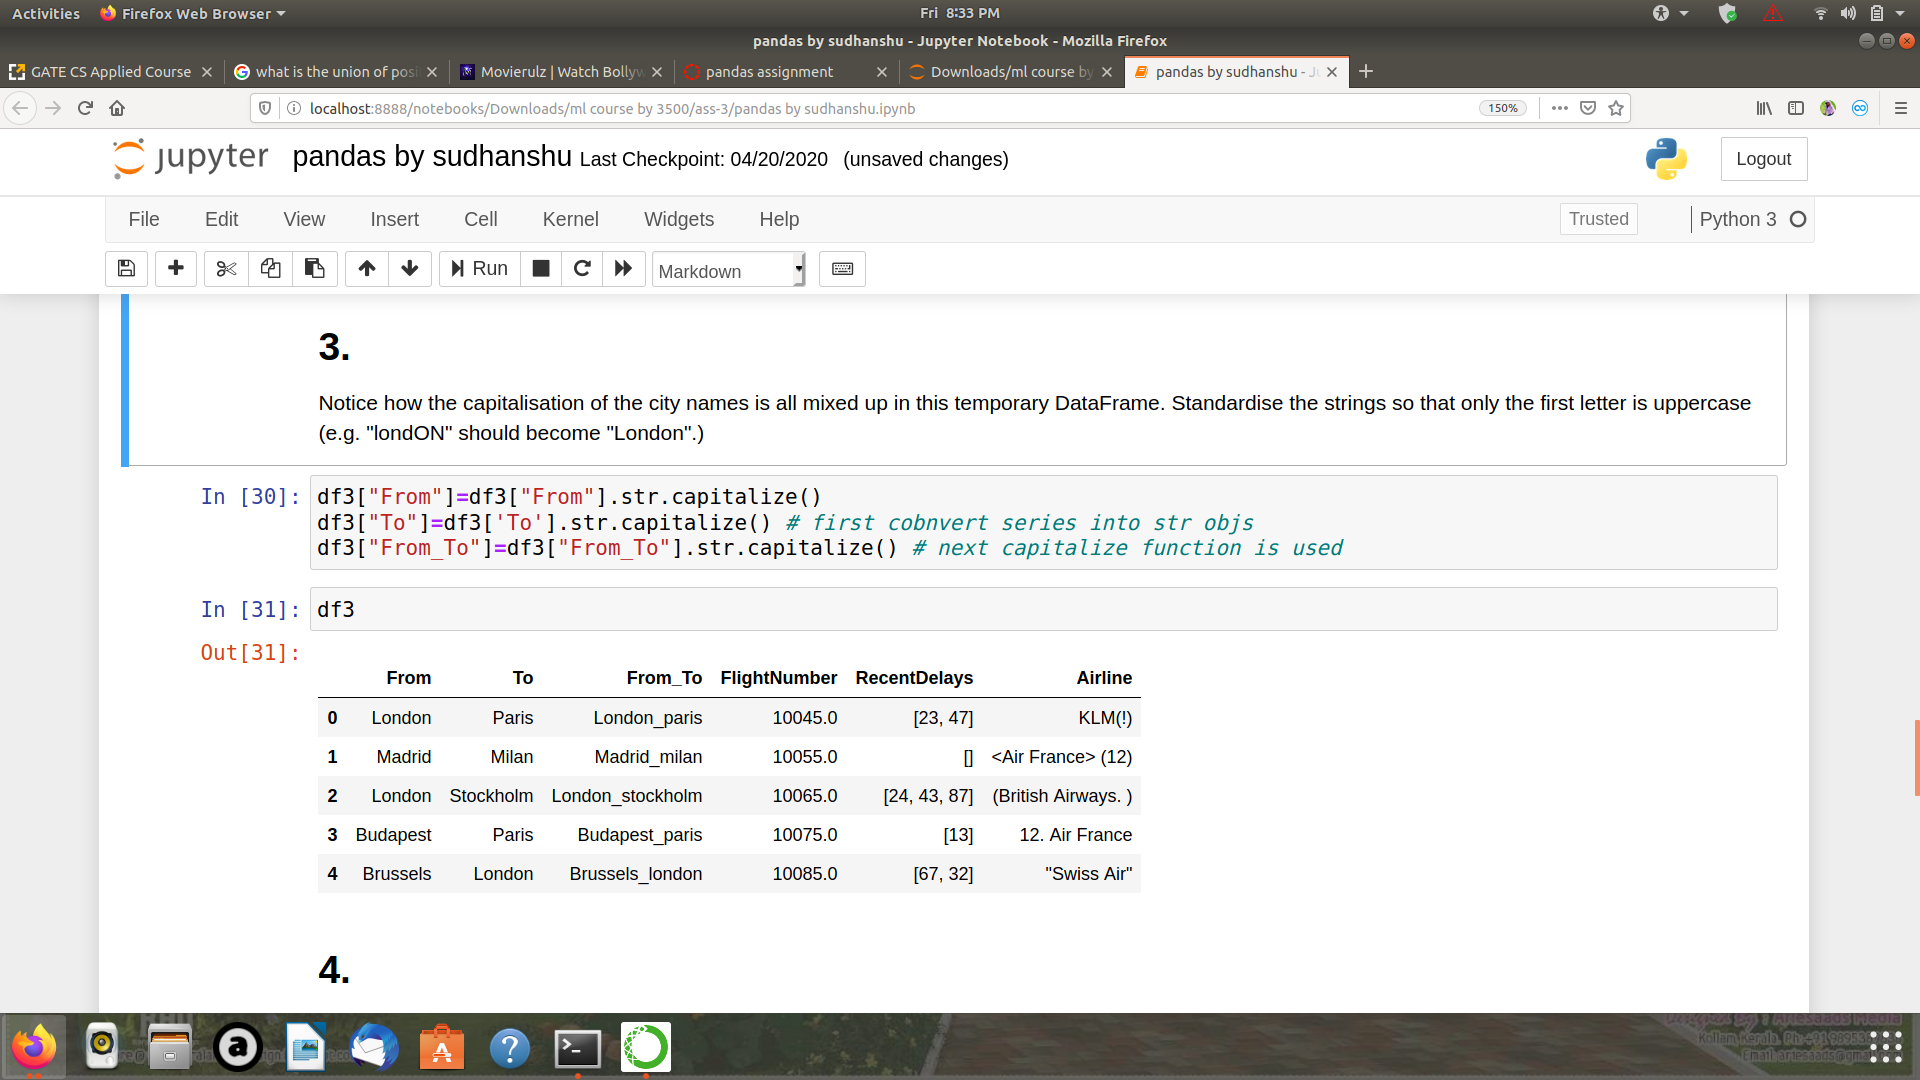 Activities Firefox Web Browser Fri 8:33 PM
pandas by sudhanshu - Jupyter Notebook - Mozilla Firefox
GATE CS Applied Course what is the union of posi Movierulz | Watch Bollyw pandas assignment Downloads/ml course by pandas by sudhanshu - Ju
localhost:8888/notebooks/Downloads/ml course by 3500/ass-3/pandas by sudhanshu.ipynb 150%
jupyter pandas by sudhanshu Last Checkpoint: 04/20/2020 (unsaved changes) Logout
File Edit View Insert Cell Kernel Widgets Help Trusted Python 3
Run Markdown
3.
Notice how the capitalisation of the city names is all mixed up in this temporary DataFrame. Standardise the strings so that only the first letter is uppercase
(e.g. "londON" should become "London".)
In [30]: df3["From"]=df3["From"].str.capitalize()
df3["To"]=df3['To'].str.capitalize() # first cobnvert series into str objs
df3["From_To"]=df3["From_To"].str.capitalize() # next capitalize function is used
In [31]: df3
Out[31]:
From To From_To FlightNumber RecentDelays Airline
0 London Paris London_paris 10045.0 [23, 47] KLM(!)
1 Madrid Milan Madrid_milan 10055.0 [] <Air France> (12)
2 London Stockholm London_stockholm 10065.0 [24, 43, 87] (British Airways. )
3 Budapest Paris Budapest_paris 10075.0 [13] 12. Air France
4 Brussels London Brussels_london 10085.0 [67, 32] "Swiss Air"
4.